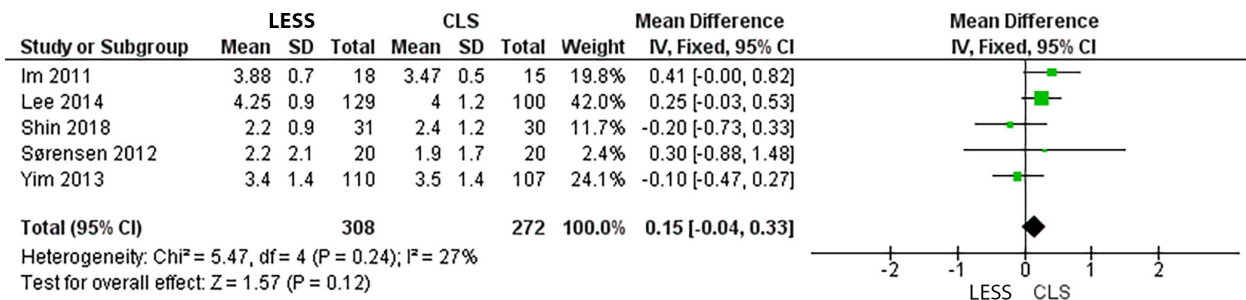 LESS CLS Mean Difference Mean Difference
Study or Subgroup Mean SD Total Mean SD Total Weight IV, Fixed, 95% CI IV, Fixed, 95% CI
Im 2011 3.88 0.7 18 3.47 0.5 15 19.8% 0.41 [-0.00, 0.82]
Lee 2014 4.25 0.9 129 4 1.2 100 42.0% 0.25 [-0.03, 0.53]
Shin 2018 2.2 0.9 31 2.4 1.2 30 11.7% -0.20 [-0.73, 0.33]
Sørensen 2012 2.2 2.1 20 1.9 1.7 20 2.4% 0.30 [-0.88, 1.48]
Yim 2013 3.4 1.4 110 3.5 1.4 107 24.1% -0.10 [-0.47, 0.27]
Total (95% CI) 308 272 100.0% 0.15 [-0.04, 0.33]
Heterogeneity: Chi² = 5.47, df = 4 (P = 0.24); I² = 27%
Test for overall effect: Z = 1.57 (P = 0.12)
-2 -1 0 1 2
LESS CLS